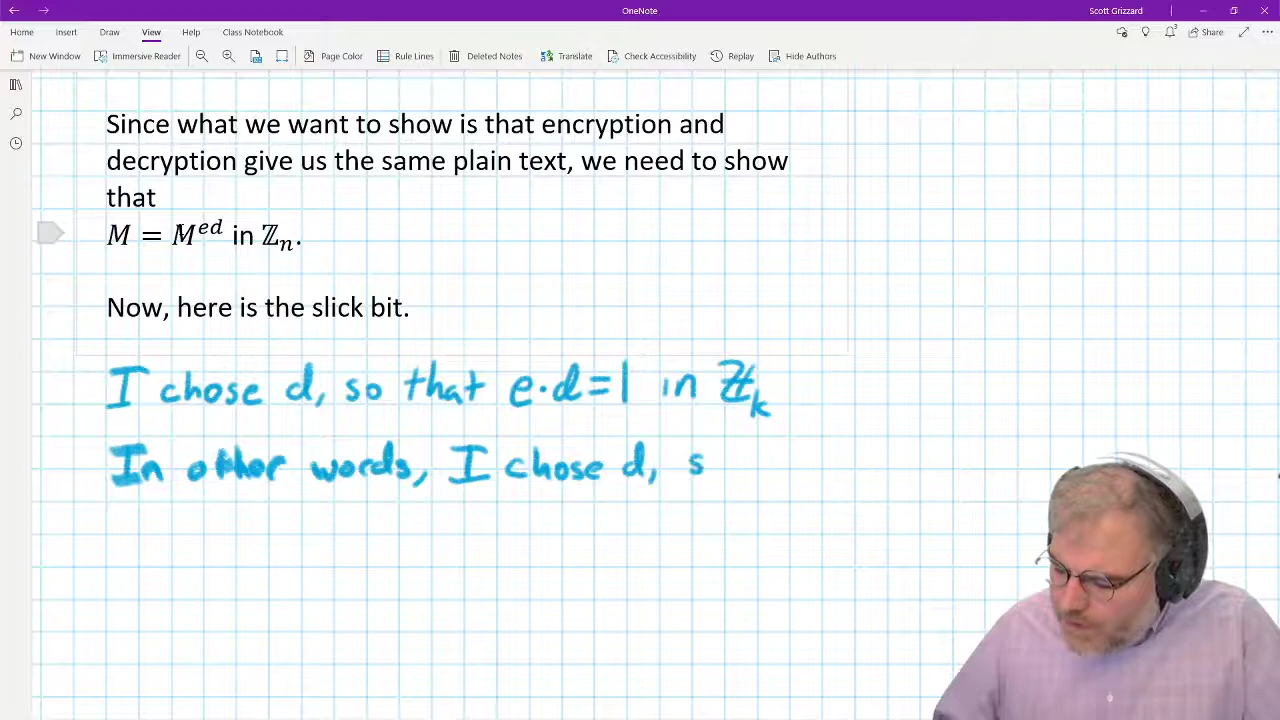 OneNote
Scott Grizzard
Home Insert Draw View Help Class Notebook
Share
New Window Immersive Reader Page Color Rule Lines Deleted Notes Translate Check Accessibility Replay Hide Authors
Since what we want to show is that encryption and
decryption give us the same plain text, we need to show
that
M = M^{ed} in ℤ_n.
Now, here is the slick bit.
I chose d, so that e·d=1 in ℤ_k
In other words, I chose d, s